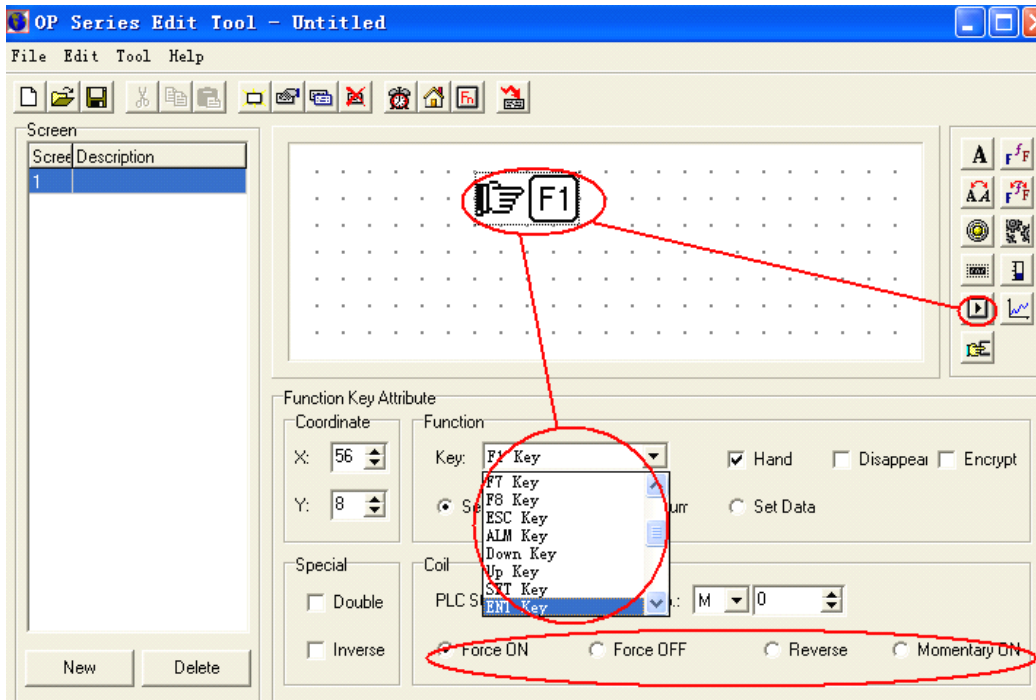 OP Series Edit Tool - Untitled
File Edit Tool Help
Fn
Screen
Scree Description
1
F1
A F f F
A A F f F
Function Key Attribute
Coordinate
X: 56
Y: 8
Function
Key: F1 Key
Hand Disappear Encrypt
Set Data
F7 Key
F8 Key
ESC Key
ALM Key
Down Key
Up Key
SET Key
ENT Key
Special
Double
Inverse
Coil
PLC M 0
Force ON Force OFF Reverse Momentary ON
New Delete